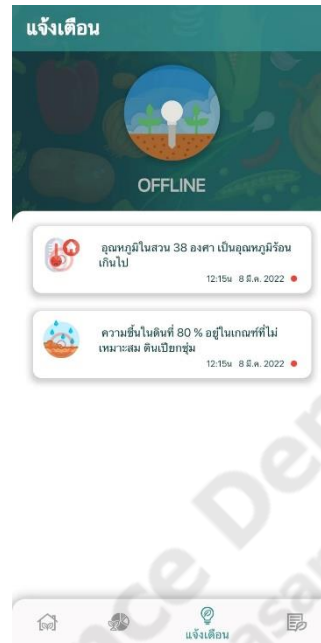 แจ้งเตือน
OFFLINE
อุณหภูมิในสวน 38 องศา เป็นอุณหภูมิร้อน
เกินไป
12:15น 8 มี.ค. 2022
ความชื้นในดินที่ 80 % อยู่ในเกณฑ์ที่ไม่
เหมาะสม ดินเปียกชุ่ม
12:15น 8 มี.ค. 2022
แจ้งเตือน